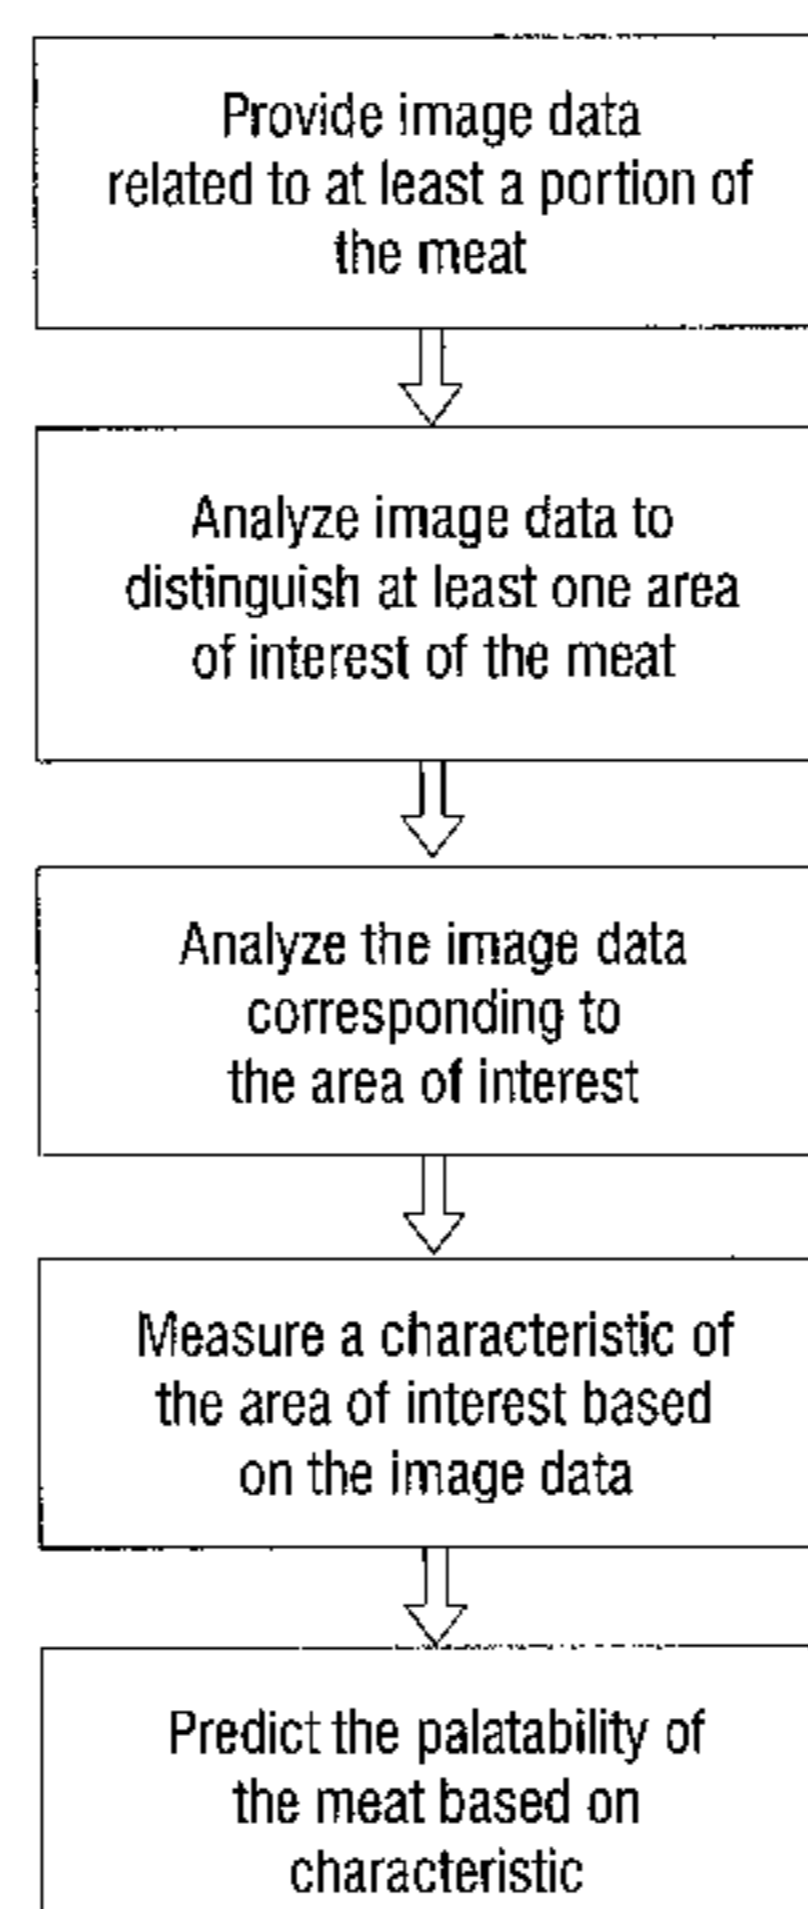 Provide image data
related to at least a portion of
the meat
Analyze image data to
distinguish at least one area
of interest of the meat
Analyze the image data
corresponding to
the area of interest
Measure a characteristic of
the area of interest based
on the image data
Predict the palatability of
the meat based on
characteristic